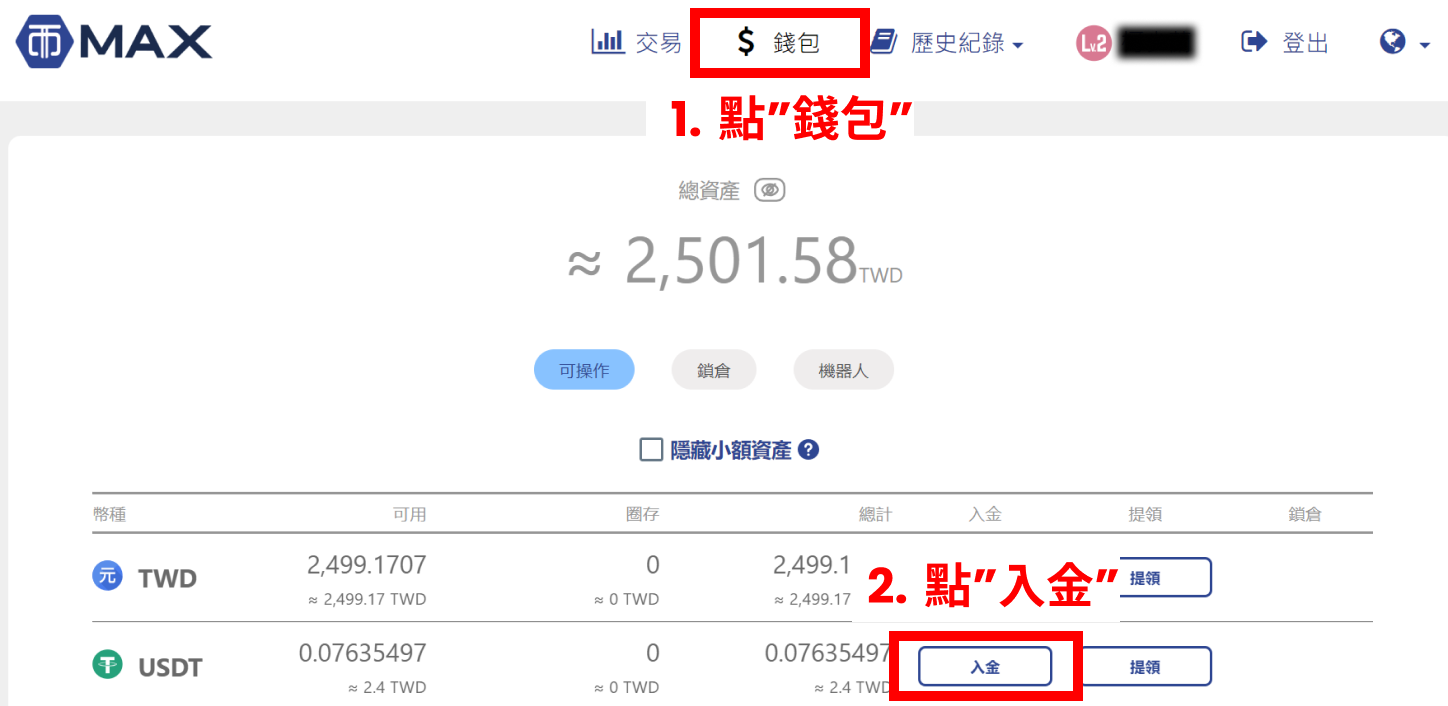 MAX 交易 錢包 歷史紀錄 Lv.2 登出
1. 點"錢包"
總資產
≈ 2,501.58 TWD
可操作 鎖倉 機器人
隱藏小額資產 ?
幣種 可用 圈存 總計 入金 提領 鎖倉
元 TWD 2,499.1707 0 2,499.1 提領
≈ 2,499.17 TWD ≈ 0 TWD ≈ 2,499.17
2. 點"入金"
USDT 0.07635497 0 0.07635497 入金 提領
≈ 2.4 TWD ≈ 0 TWD ≈ 2.4 TWD